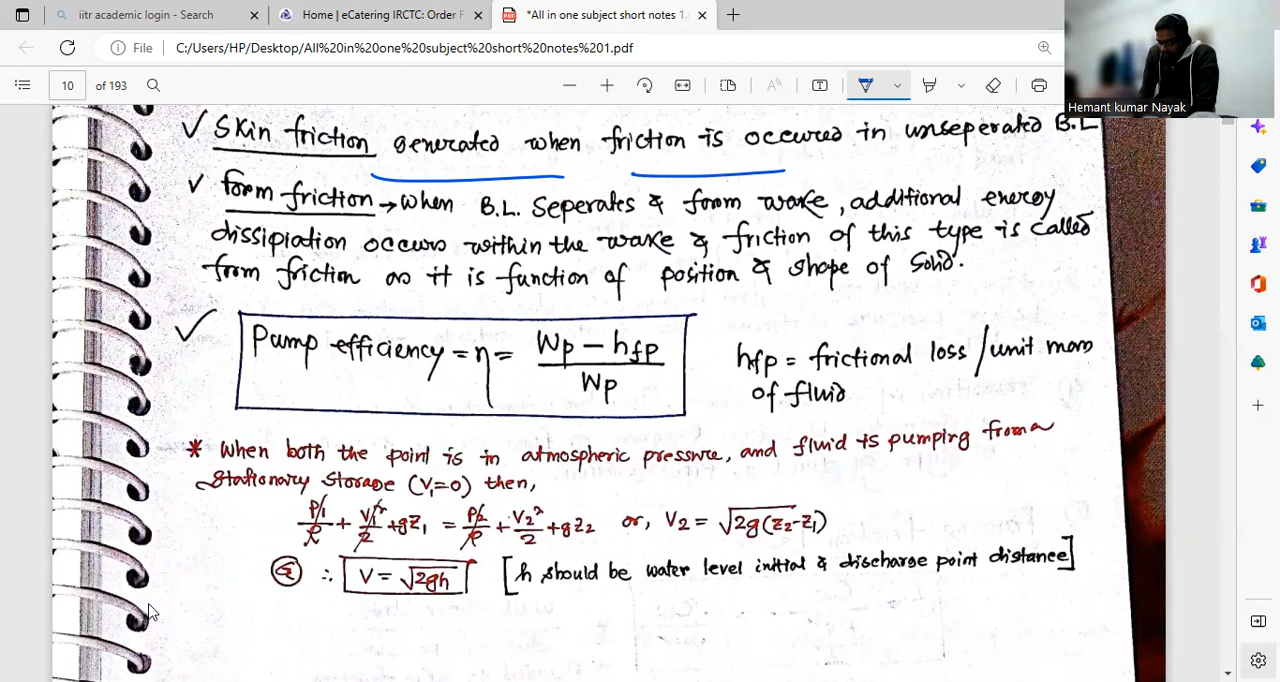 iitr academic login - Search
Home | eCatering IRCTC: Order F
*All in one subject short notes 1.p
File
C:/Users/HP/Desktop/All%20in%20one%20subject%20short%20notes%201.pdf
10 of 193
Hemant kumar Nayak
✓ Skin friction generated when friction is occured in unseperated B.L
✓ form friction → when B.L. Seperates & form wake, additional energy
dissipiation occurs within the wake & friction of this type is called
from friction as it is function of position & shape of Solid.
✓ Pump efficiency = η = (Wp - hfp) / Wp
hfp = frictional loss / unit mass
of fluid
* When both the point is in atmospheric pressure, and fluid is pumping from a
Stationary Storage (V₁=0) then,
P₁/ρ + V₁²/2 + gZ₁ = P₂/ρ + V₂²/2 + gZ₂ or, V₂ = √2g(Z₂-Z₁)
∴ V = √2gh [h should be water level initial & discharge point distance]